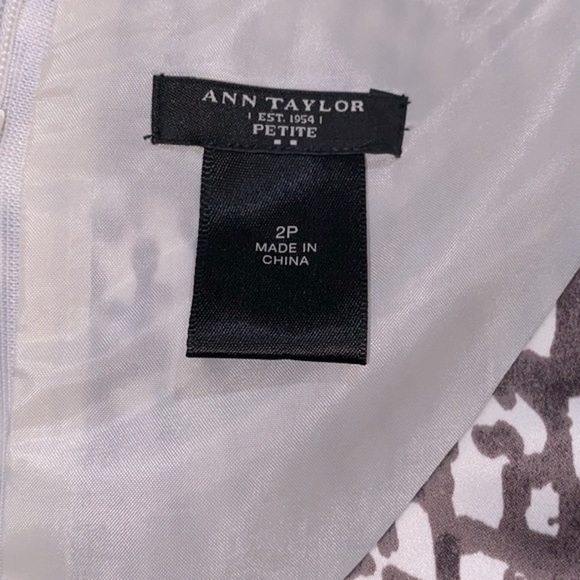 ANN TAYLOR
| EST. 1954 |
PETITE
2P
MADE IN
CHINA